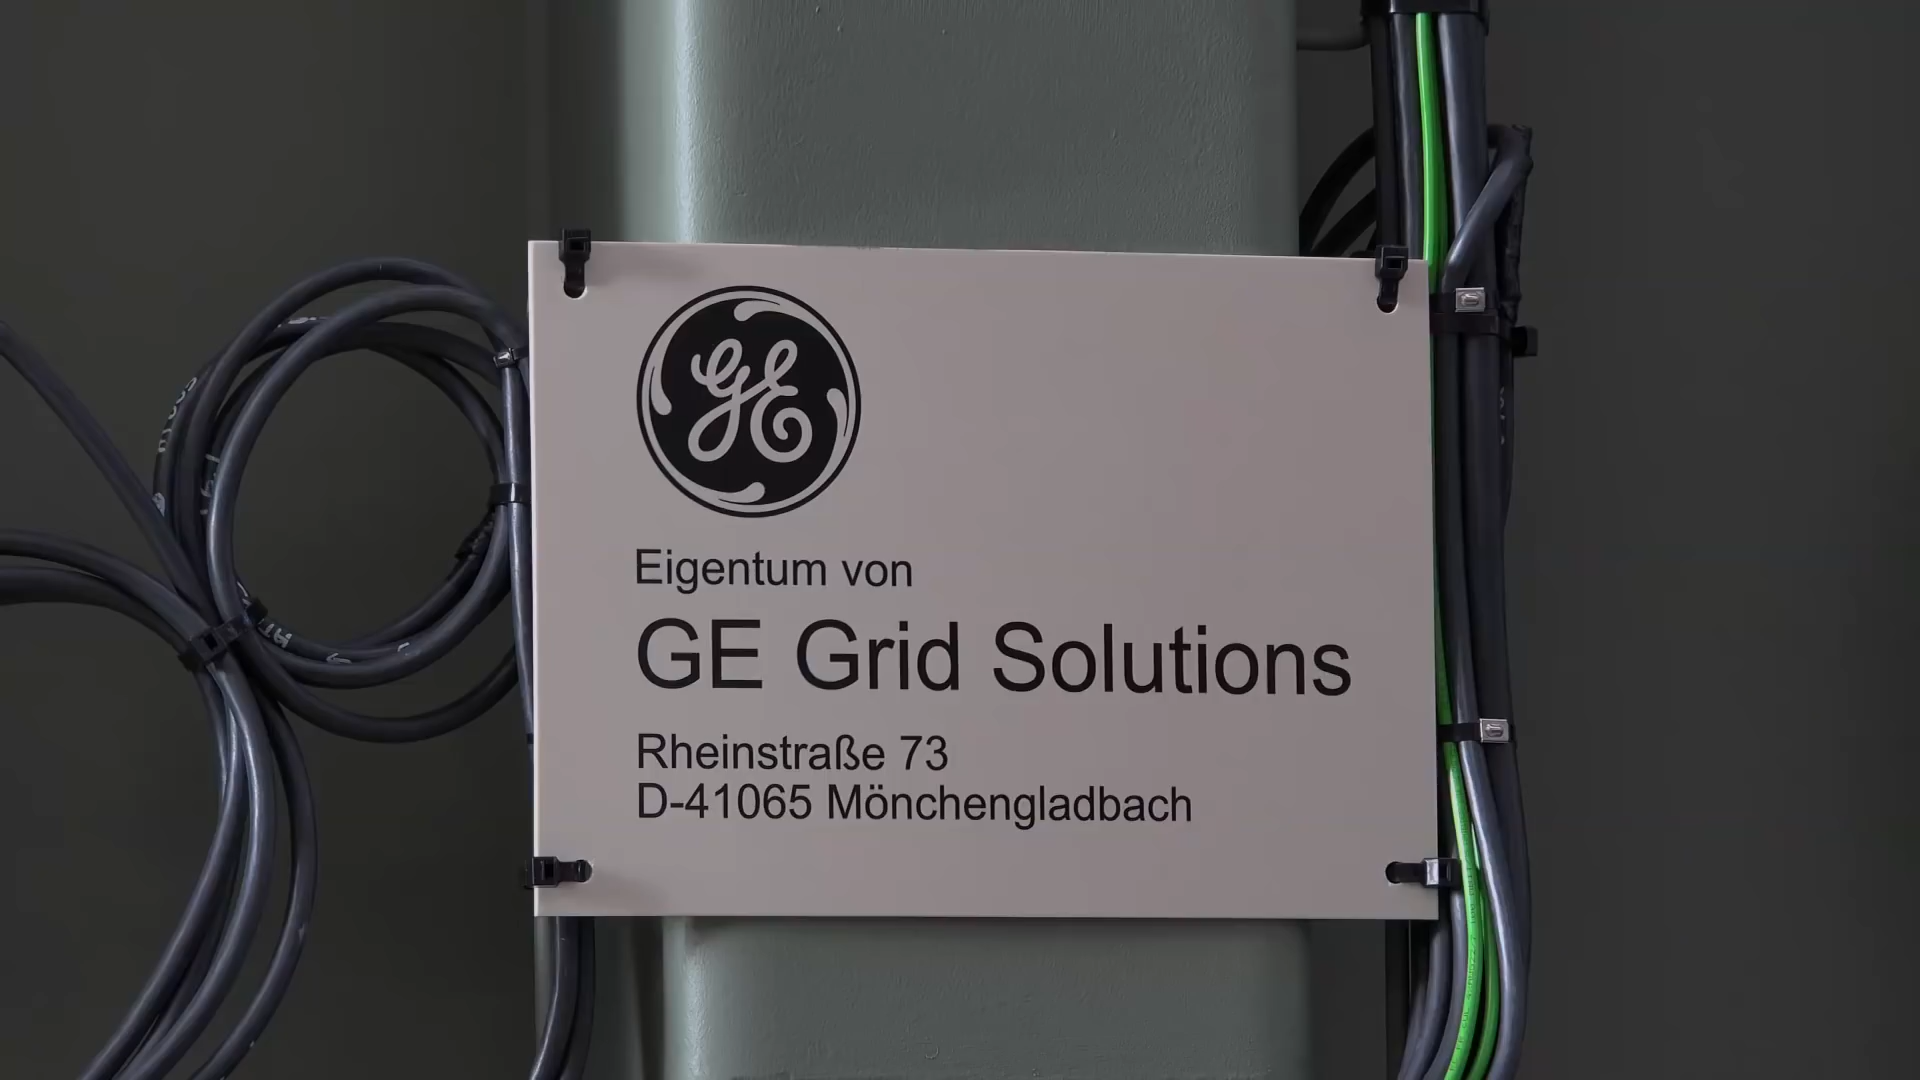 GE
Eigentum von
GE Grid Solutions
Rheinstraße 73
D-41065 Mönchengladbach